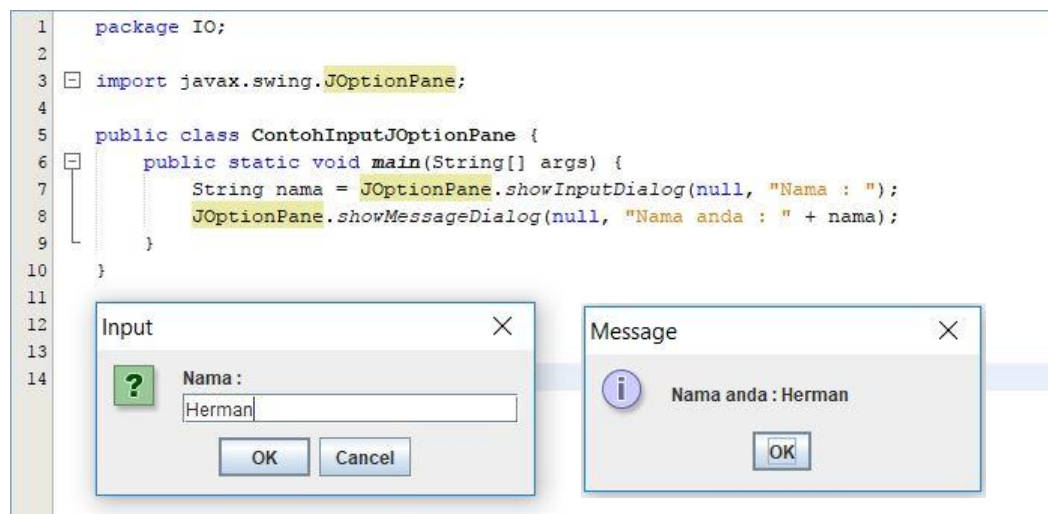 1 package IO;
2
3 import javax.swing.JOptionPane;
4
5 public class ContohInputJOptionPane {
6 public static void main(String[] args) {
7 String nama = JOptionPane.showInputDialog(null, "Nama : ");
8 JOptionPane.showMessageDialog(null, "Nama anda : " + nama);
9 }
10 }
11
12
13
14
Input
Nama :
Herman
OK Cancel
Message
Nama anda : Herman
OK